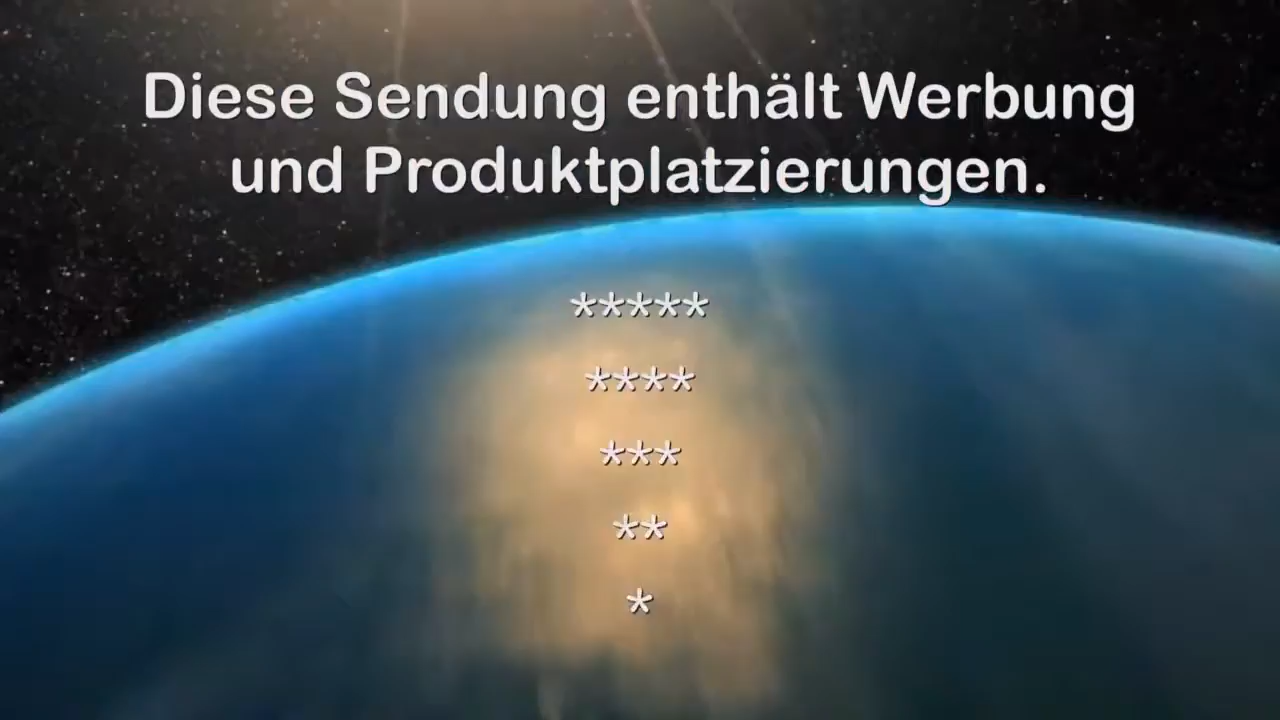 Diese Sendung enthält Werbung
und Produktplatzierungen.
*****
****
***
**
*